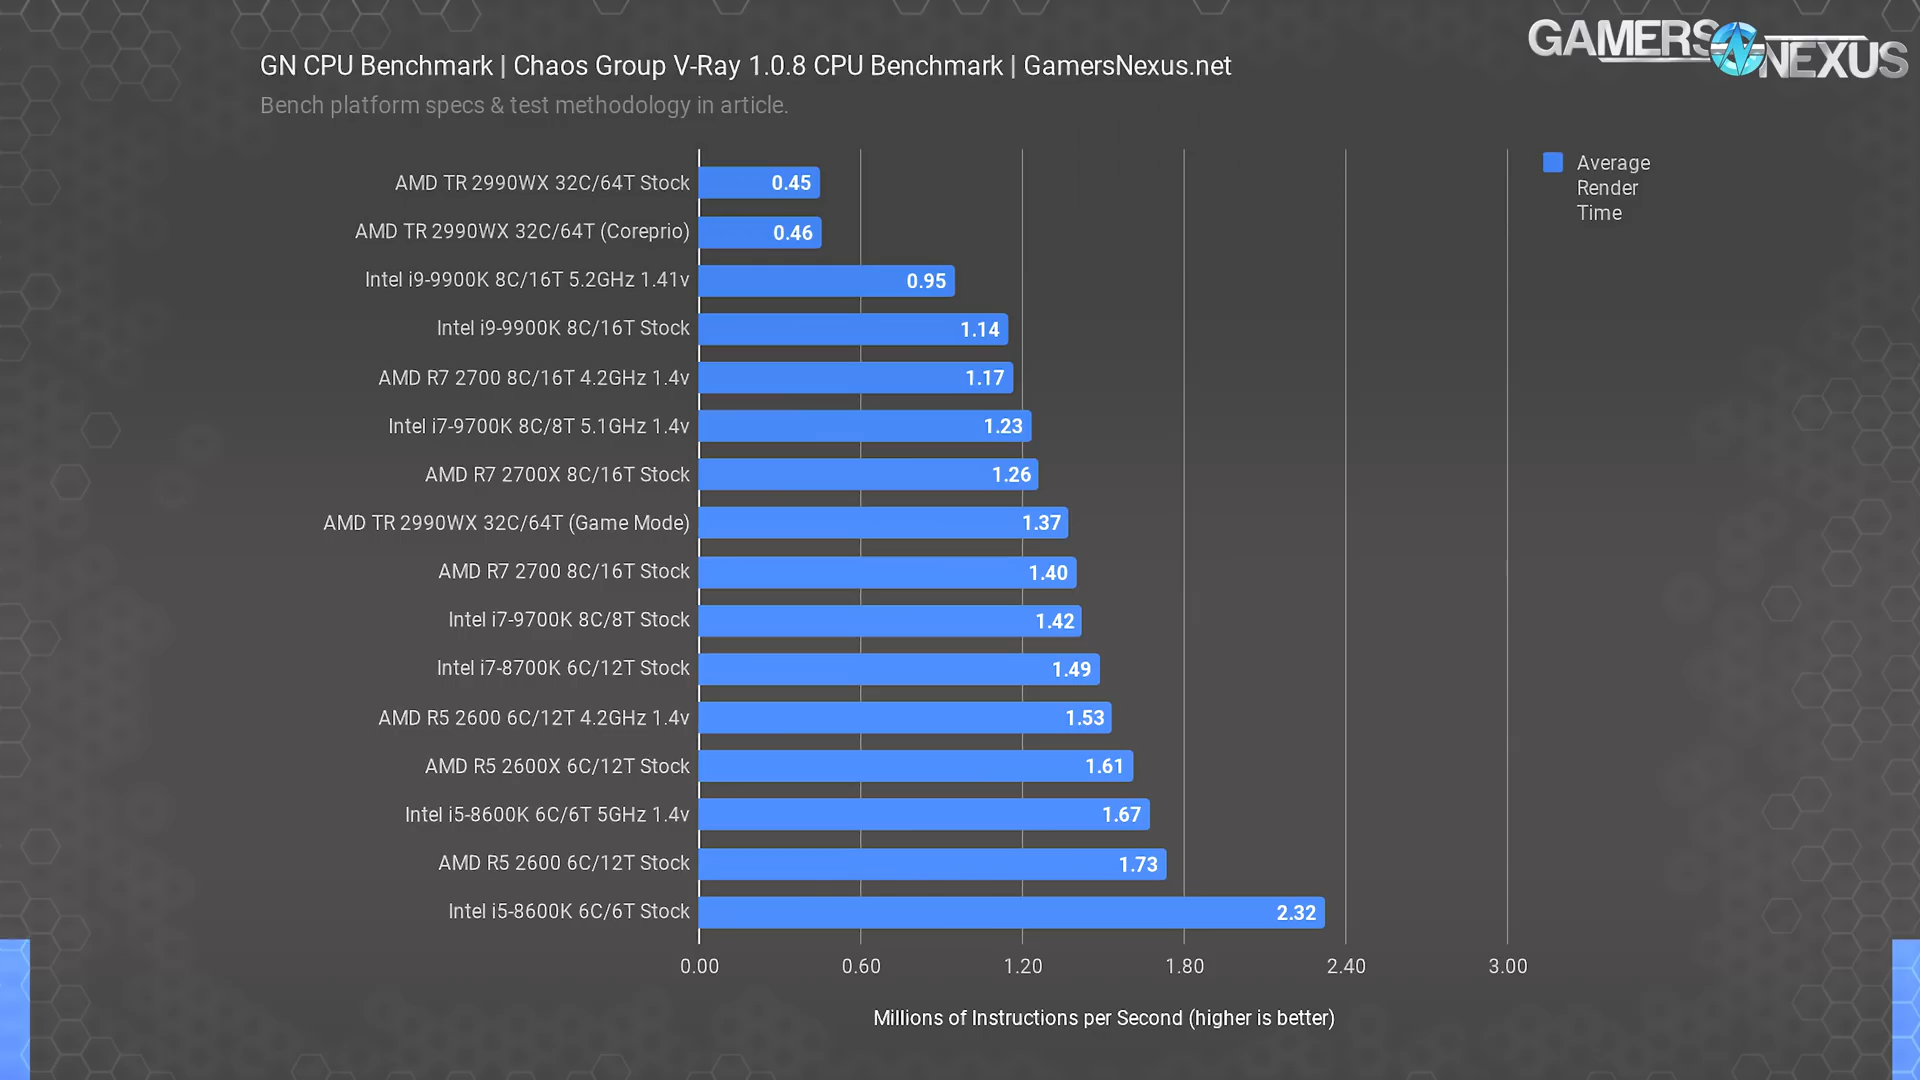 GAMERS NEXUS
GN CPU Benchmark | Chaos Group V-Ray 1.0.8 CPU Benchmark | GamersNexus.net
Bench platform specs & test methodology in article.
Average
Render
Time
AMD TR 2990WX 32C/64T Stock 0.45
AMD TR 2990WX 32C/64T (Coreprio) 0.46
Intel i9-9900K 8C/16T 5.2GHz 1.41v 0.95
Intel i9-9900K 8C/16T Stock 1.14
AMD R7 2700 8C/16T 4.2GHz 1.4v 1.17
Intel i7-9700K 8C/8T 5.1GHz 1.4v 1.23
AMD R7 2700X 8C/16T Stock 1.26
AMD TR 2990WX 32C/64T (Game Mode) 1.37
AMD R7 2700 8C/16T Stock 1.40
Intel i7-9700K 8C/8T Stock 1.42
Intel i7-8700K 6C/12T Stock 1.49
AMD R5 2600 6C/12T 4.2GHz 1.4v 1.53
AMD R5 2600X 6C/12T Stock 1.61
Intel i5-8600K 6C/6T 5GHz 1.4v 1.67
AMD R5 2600 6C/12T Stock 1.73
Intel i5-8600K 6C/6T Stock 2.32
0.00 0.60 1.20 1.80 2.40 3.00
Millions of Instructions per Second (higher is better)